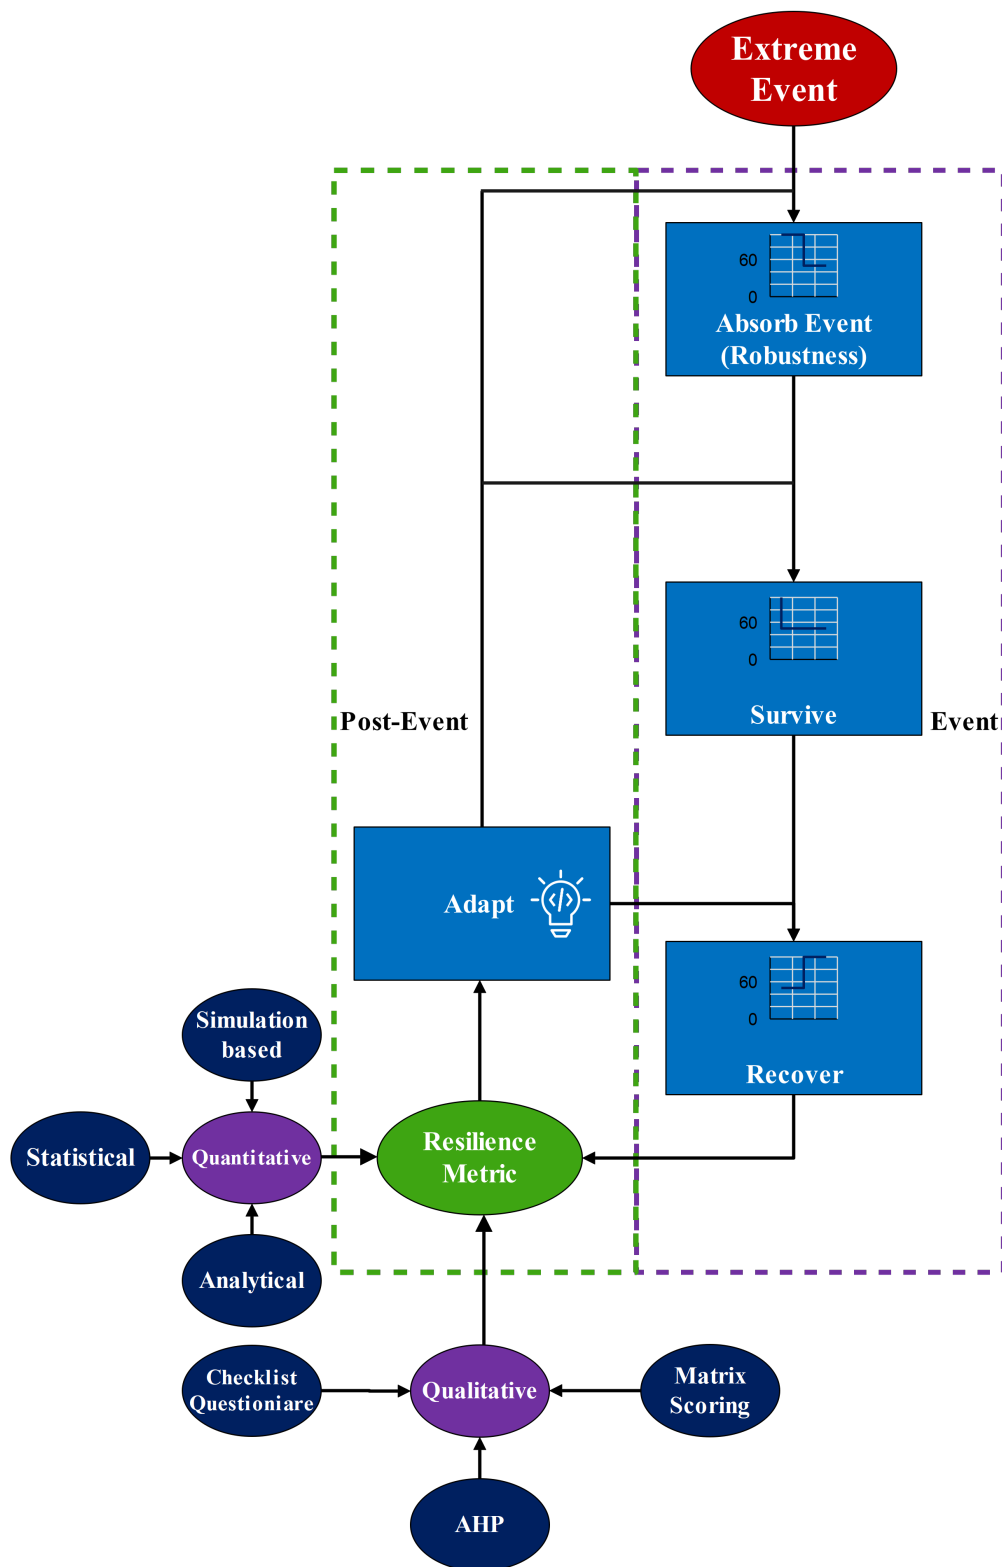 Extreme
Event
60
0
Absorb Event
(Robustness)
60
0
Survive
Post-Event
Event
Adapt
</>
60
0
Recover
Simulation
based
Statistical
Quantitative
Resilience
Metric
Analytical
Checklist
Questioniare
Qualitative
Matrix
Scoring
AHP